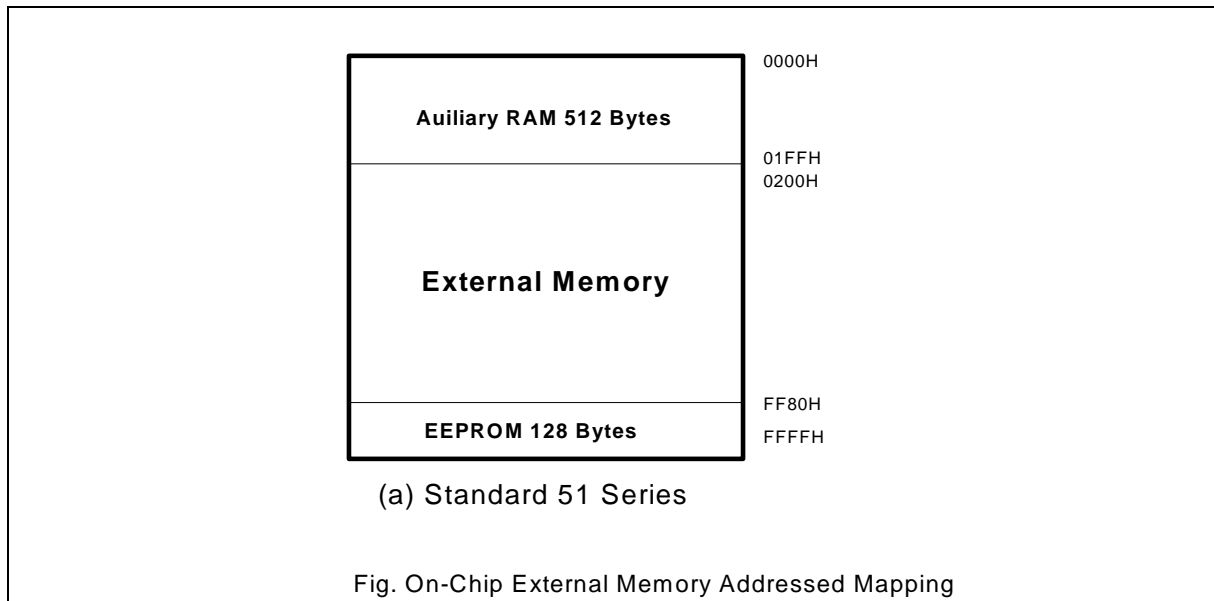 0000H
Auiliary RAM 512 Bytes
01FFH
0200H
External Memory
FF80H
EEPROM 128 Bytes
FFFFH
(a) Standard 51 Series
Fig. On-Chip External Memory Addressed Mapping